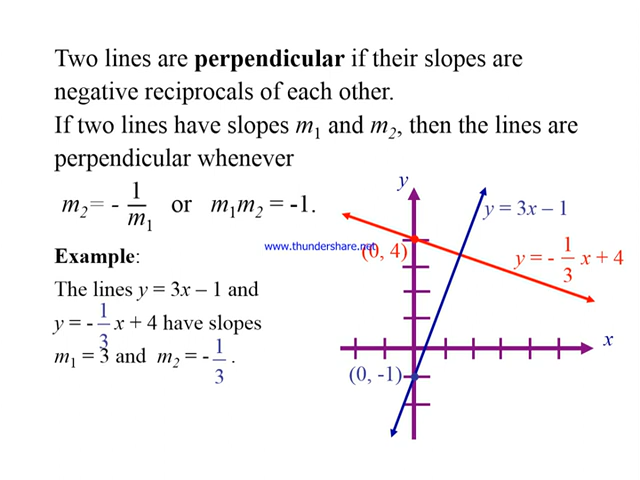 Two lines are perpendicular if their slopes are
negative reciprocals of each other.
If two lines have slopes m₁ and m₂, then the lines are
perpendicular whenever
m₂= - 1/m₁ or m₁m₂ = -1.
y
y = 3x – 1
www.thundershare.net
(0, 4)
y = - 1/3 x + 4
Example:
The lines y = 3x – 1 and
y = - 1/3 x + 4 have slopes
m₁ = 3 and m₂ = - 1/3 .
x
(0, -1)